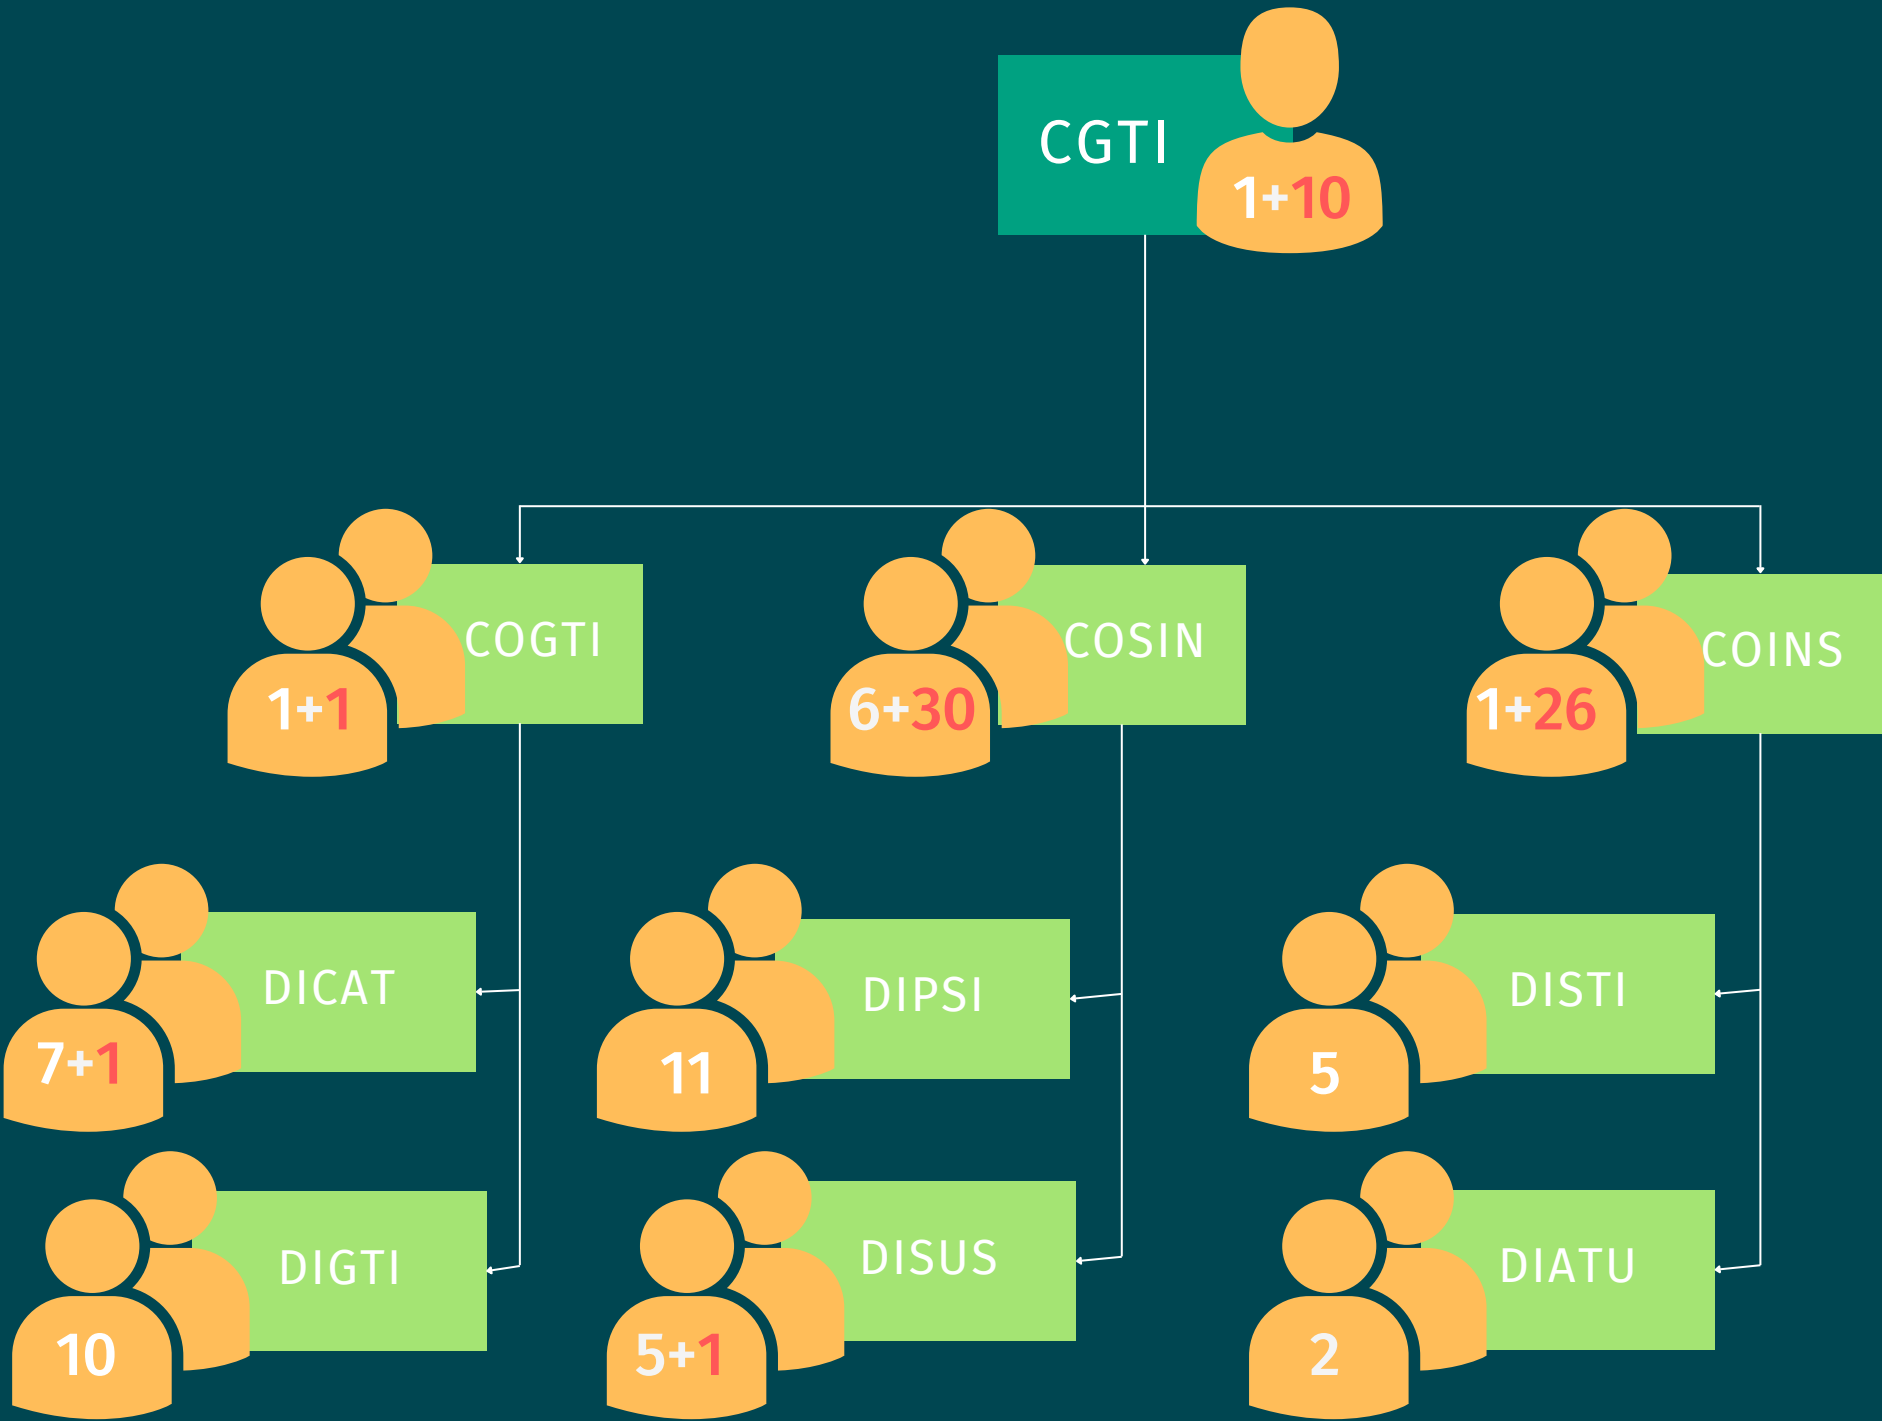 CGTI
1+10
COGTI
1+1
COSIN
6+30
COINS
1+26
DICAT
7+1
DIPSI
11
DISTI
5
DIGTI
10
DISUS
5+1
DIATU
2